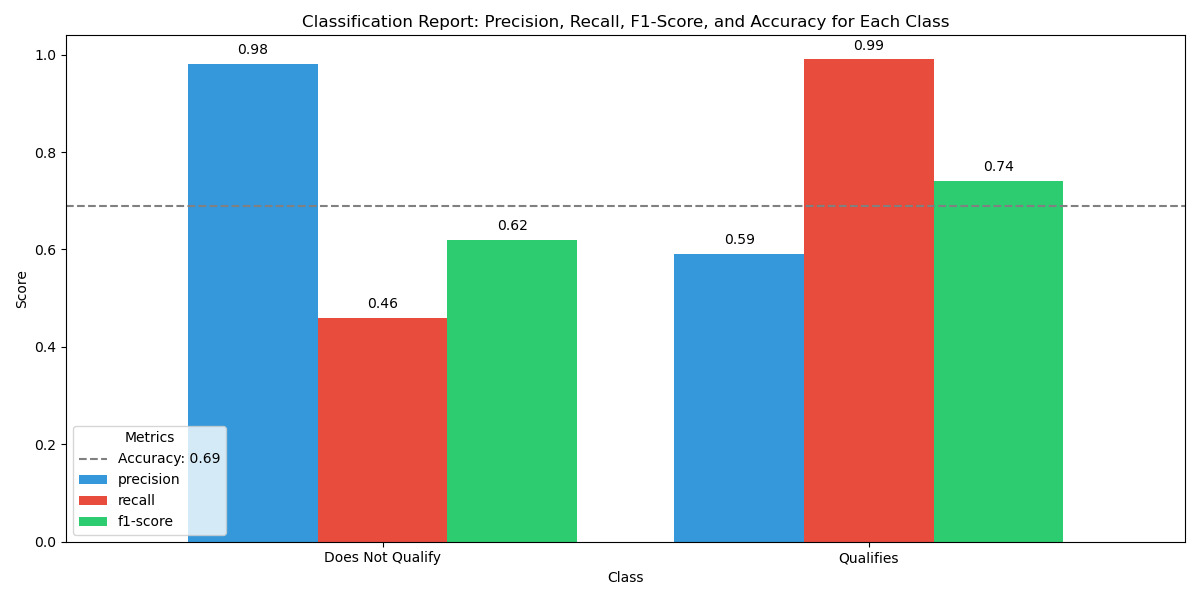 Classification Report: Precision, Recall, F1-Score, and Accuracy for Each Class
Score
1.0
0.8
0.6
0.4
0.2
0.0
0.98
0.46
0.62
0.59
0.99
0.74
Metrics
Accuracy: 0.69
precision
recall
f1-score
Does Not Qualify
Qualifies
Class